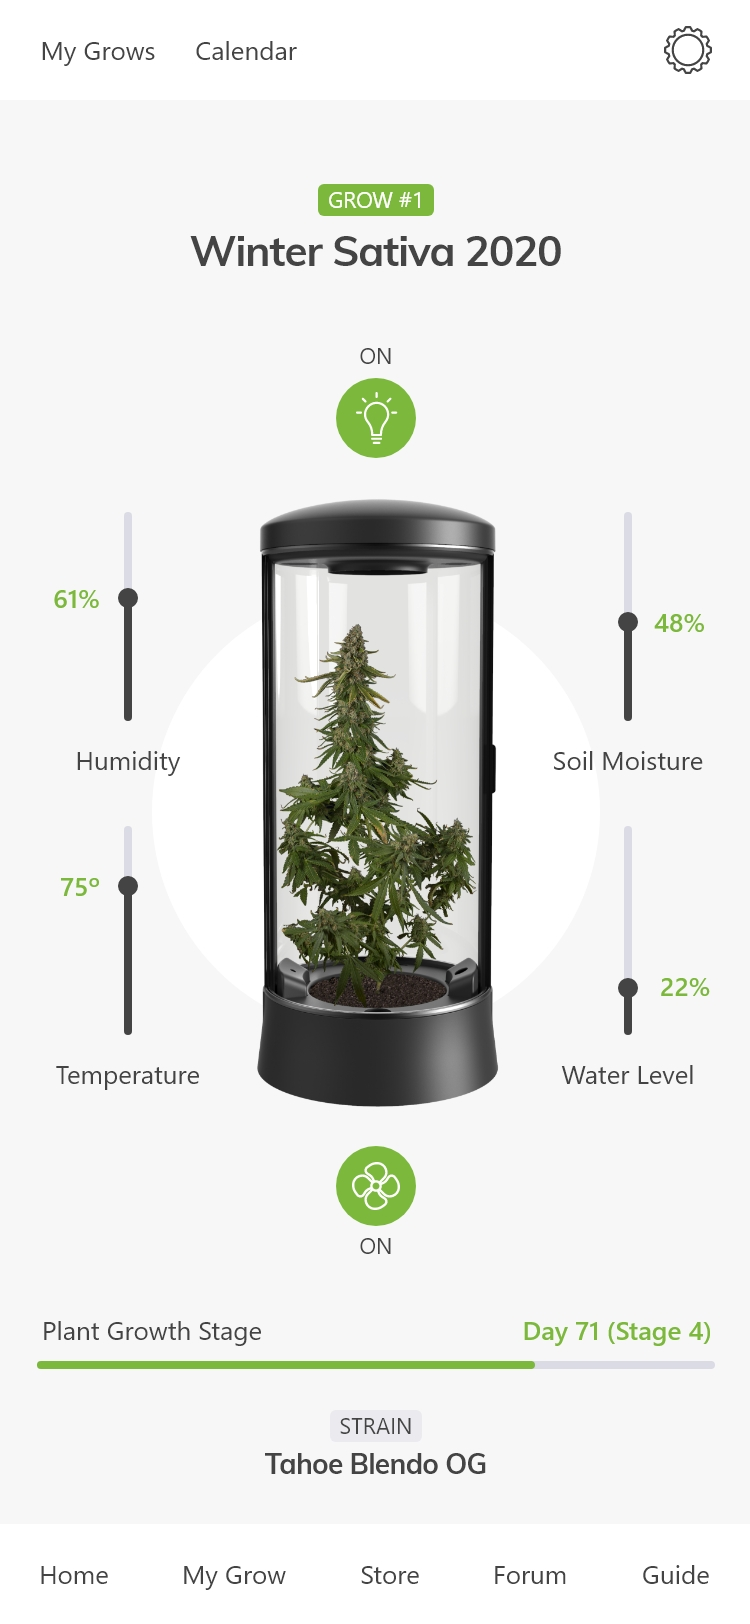 My Grows Calendar
GROW #1
Winter Sativa 2020
ON
61%
48%
Humidity
Soil Moisture
75º
22%
Temperature
Water Level
ON
Plant Growth Stage
Day 71 (Stage 4)
STRAIN
Tahoe Blendo OG
Home My Grow Store Forum Guide